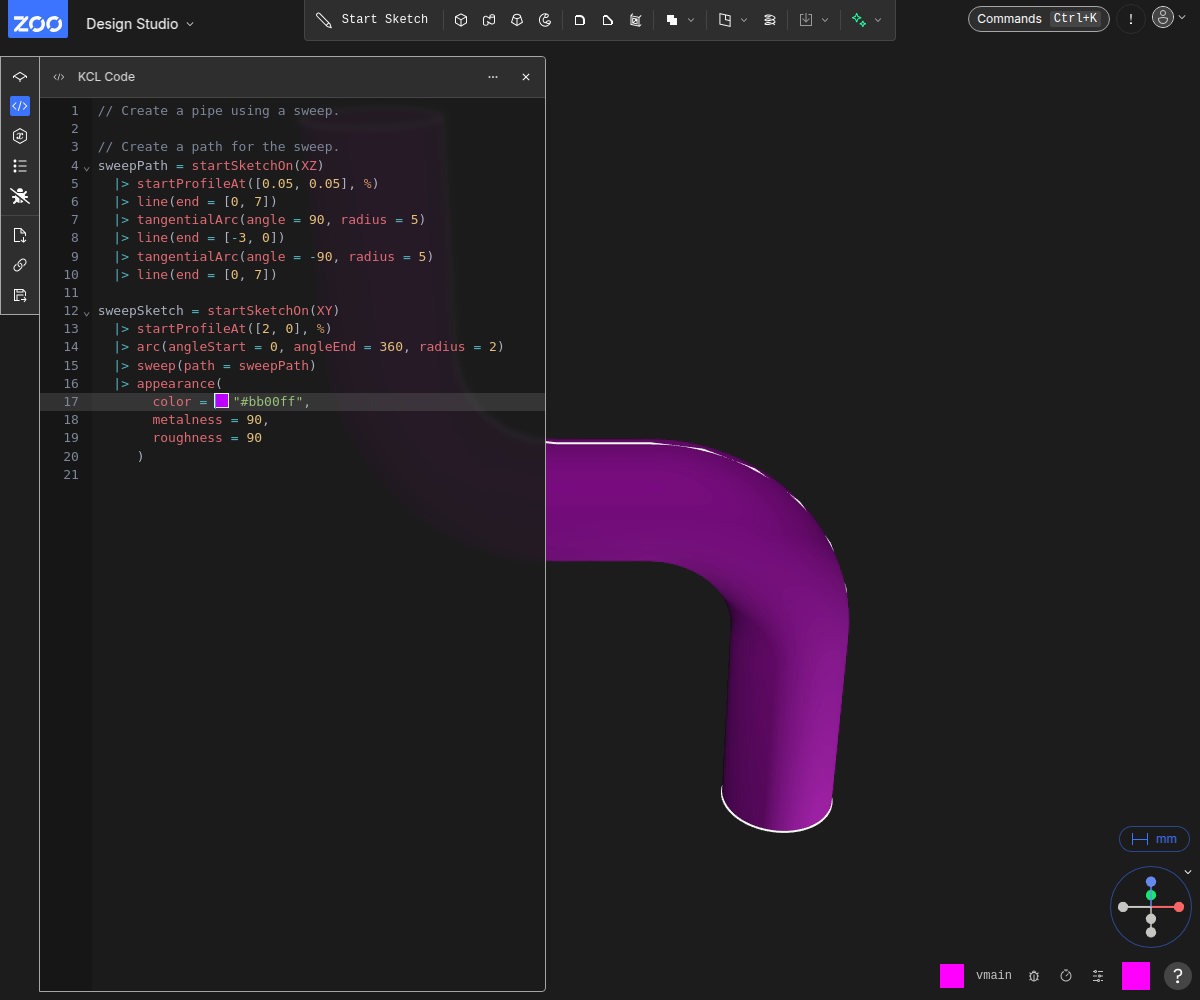 ZOO
Design Studio
Start Sketch
Commands Ctrl+K
!
KCL Code
1 // Create a pipe using a sweep.
2
3 // Create a path for the sweep.
4 sweepPath = startSketchOn(XZ)
5 |> startProfileAt([0.05, 0.05], %)
6 |> line(end = [0, 7])
7 |> tangentialArc(angle = 90, radius = 5)
8 |> line(end = [-3, 0])
9 |> tangentialArc(angle = -90, radius = 5)
10 |> line(end = [0, 7])
11
12 sweepSketch = startSketchOn(XY)
13 |> startProfileAt([2, 0], %)
14 |> arc(angleStart = 0, angleEnd = 360, radius = 2)
15 |> sweep(path = sweepPath)
16 |> appearance(
17 color = "#bb00ff",
18 metalness = 90,
19 roughness = 90
20 )
21
mm
vmain
?